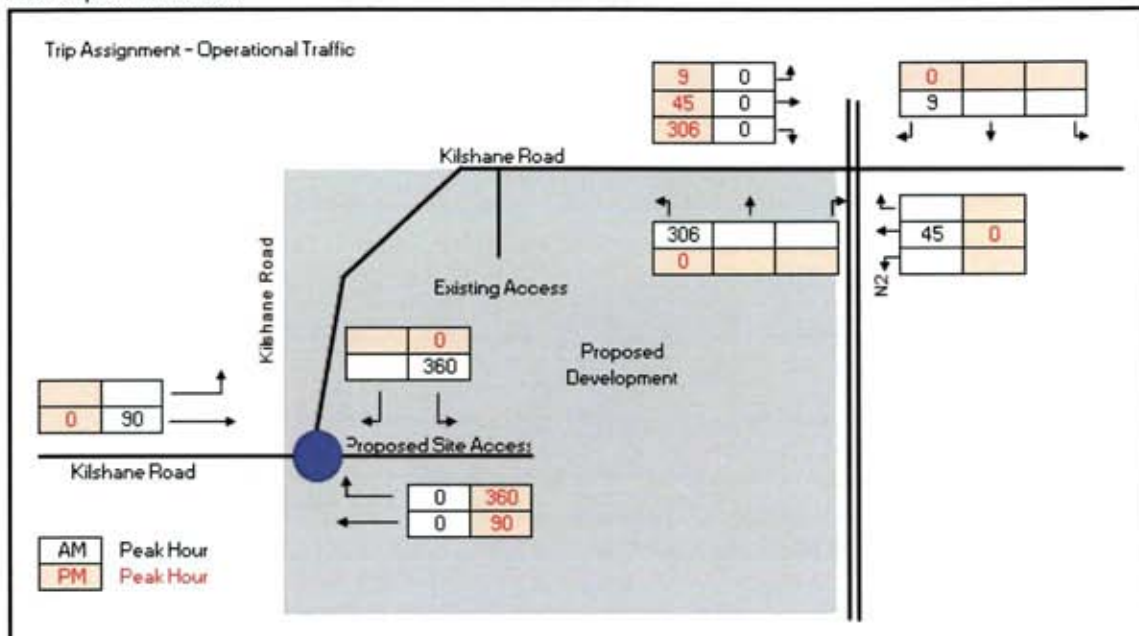 Trip Assignment - Operational Traffic
9 0
45 0
306 0
0
9
Kilshane Road
306
0
45 0
N2
Kilshane Road
Existing Access
0
360
Proposed
Development
90
0
Proposed Site Access
Kilshane Road
0 360
0 90
AM Peak Hour
PM Peak Hour